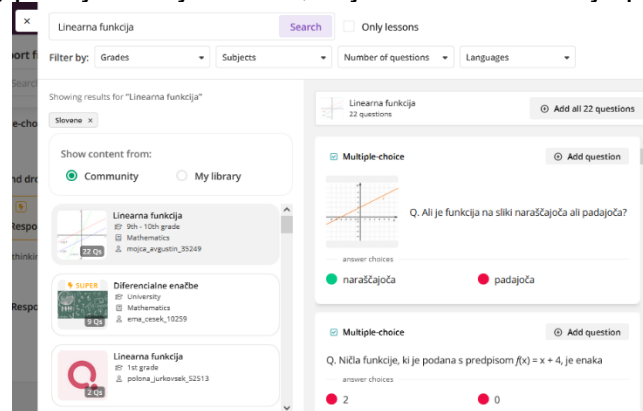 Linearna funkcija
Search
Only lessons
Filter by:
Grades
Subjects
Number of questions
Languages
Showing results for "Linearna funkcija"
Slovene ×
Show content from:
Community
My library
Linearna funkcija
9th - 10th grade
Mathematics
mojca_avgustin_35249
22 Qs
SUPER
Diferencialne enačbe
University
Mathematics
ema_cesek_10259
9 Qs
Linearna funkcija
1st grade
polona_jurkovsek_52513
2 Qs
Linearna funkcija
22 questions
Add all 22 questions
Multiple-choice
Add question
Q. Ali je funkcija na sliki naraščajoča ali padajoča?
answer choices
naraščajoča
padajoča
Multiple-choice
Add question
Q. Ničla funkcije, ki je podana s predpisom f(x) = x + 4, je enaka
answer choices
2
0